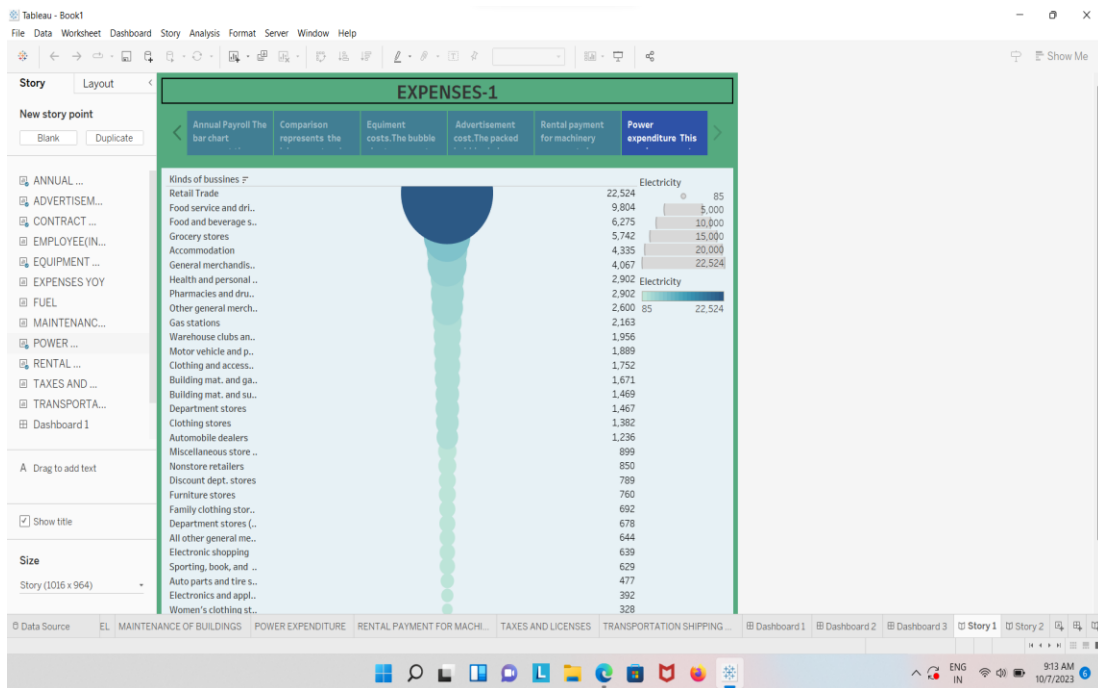 Tableau - Book1
File Data Worksheet Dashboard Story Analysis Format Server Window Help
Show Me
Story Layout
New story point
Blank Duplicate
ANNUAL ...
ADVERTISEM...
CONTRACT ...
EMPLOYEE(IN...
EQUIPMENT ...
EXPENSES YOY
FUEL
MAINTENANC...
POWER ...
RENTAL ...
TAXES AND ...
TRANSPORTA...
Dashboard 1
A Drag to add text
Show title
Size
Story (1016 x 964)
EXPENSES-1
Annual Payroll The bar chart
Comparison represents the
Equiment costs.The bubble
Advertisement cost.The packed
Rental payment for machinery
Power expenditure This
Kinds of bussines
Retail Trade 22,524
Food service and dri.. 9,804
Food and beverage s.. 6,275
Grocery stores 5,742
Accommodation 4,335
General merchandis.. 4,067
Health and personal .. 2,902
Pharmacies and dru.. 2,902
Other general merch.. 2,600
Gas stations 2,163
Warehouse clubs an.. 1,956
Motor vehicle and p.. 1,889
Clothing and access.. 1,752
Building mat. and ga.. 1,671
Building mat. and su.. 1,469
Department stores 1,467
Clothing stores 1,382
Automobile dealers 1,236
Miscellaneous store .. 899
Nonstore retailers 850
Discount dept. stores 789
Furniture stores 760
Family clothing stor.. 692
Department stores (.. 678
All other general me.. 644
Electronic shopping 639
Sporting, book, and .. 629
Auto parts and tire s.. 477
Electronics and appl.. 392
Women's clothing st.. 328
Electricity
85
5,000
10,000
15,000
20,000
22,524
Electricity
85 22,524
Data Source EL MAINTENANCE OF BUILDINGS POWER EXPENDITURE RENTAL PAYMENT FOR MACHI... TAXES AND LICENSES TRANSPORTATION SHIPPING ... Dashboard 1 Dashboard 2 Dashboard 3 Story 1 Story 2
ENG IN
9:13 AM
10/7/2023
6